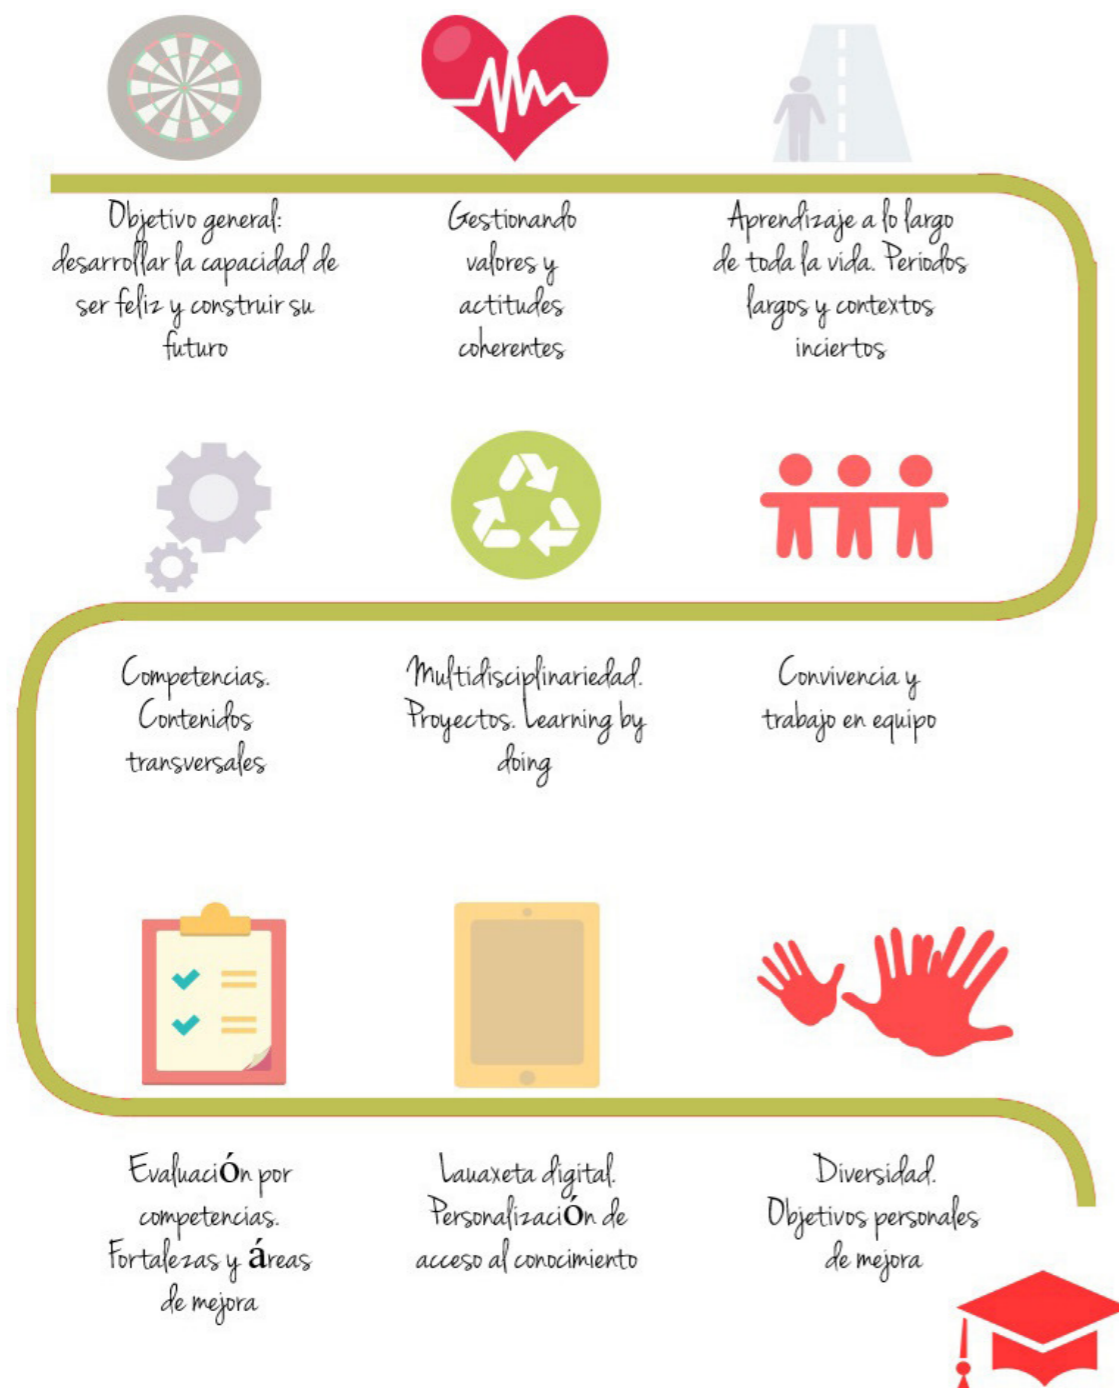 Objetivo general:
desarrollar la capacidad de
ser feliz y construir su
futuro
Gestionando
valores y
actitudes
coherentes
Aprendizaje a lo largo
de toda la vida. Periodos
largos y contextos
inciertos
Competencias.
Contenidos
transversales
Multidisciplinariedad.
Proyectos. Learning by
doing
Convivencia y
trabajo en equipo
EvaluaciÓn por
competencias.
Fortalezas y áreas
de mejora
Lauaxeta digital.
PersonalizaciÓn de
acceso al conocimiento
Diversidad.
Objetivos personales
de mejora